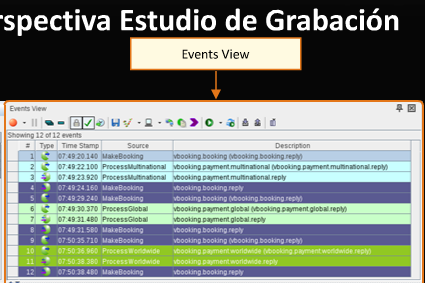 rspectiva Estudio de Grabación
Events View
Events View
Showing 12 of 12 events
# Type Time Stamp Source Description
1 07:49:20.140 MakeBooking vbooking.booking (vbooking.booking.reply)
2 07:49:22.100 ProcessMultinational vbooking.payment.multinational (vbooking.payment.multinational.reply)
3 07:49:23.920 ProcessMultinational vbooking.payment.multinational.reply
4 07:49:24.160 MakeBooking vbooking.booking.reply
5 07:49:29.240 MakeBooking vbooking.booking.reply
6 07:49:30.370 ProcessGlobal vbooking.payment.global (vbooking.payment.global.reply)
7 07:49:31.480 ProcessGlobal vbooking.payment.global.reply
8 07:49:31.580 MakeBooking vbooking.booking.reply
9 07:50:35.710 MakeBooking vbooking.booking.reply
10 07:50:36.960 ProcessWorldwide vbooking.payment.worldwide (vbooking.payment.worldwide.reply)
11 07:50:38.380 ProcessWorldwide vbooking.payment.worldwide.reply
12 07:50:38.480 MakeBooking vbooking.booking.reply